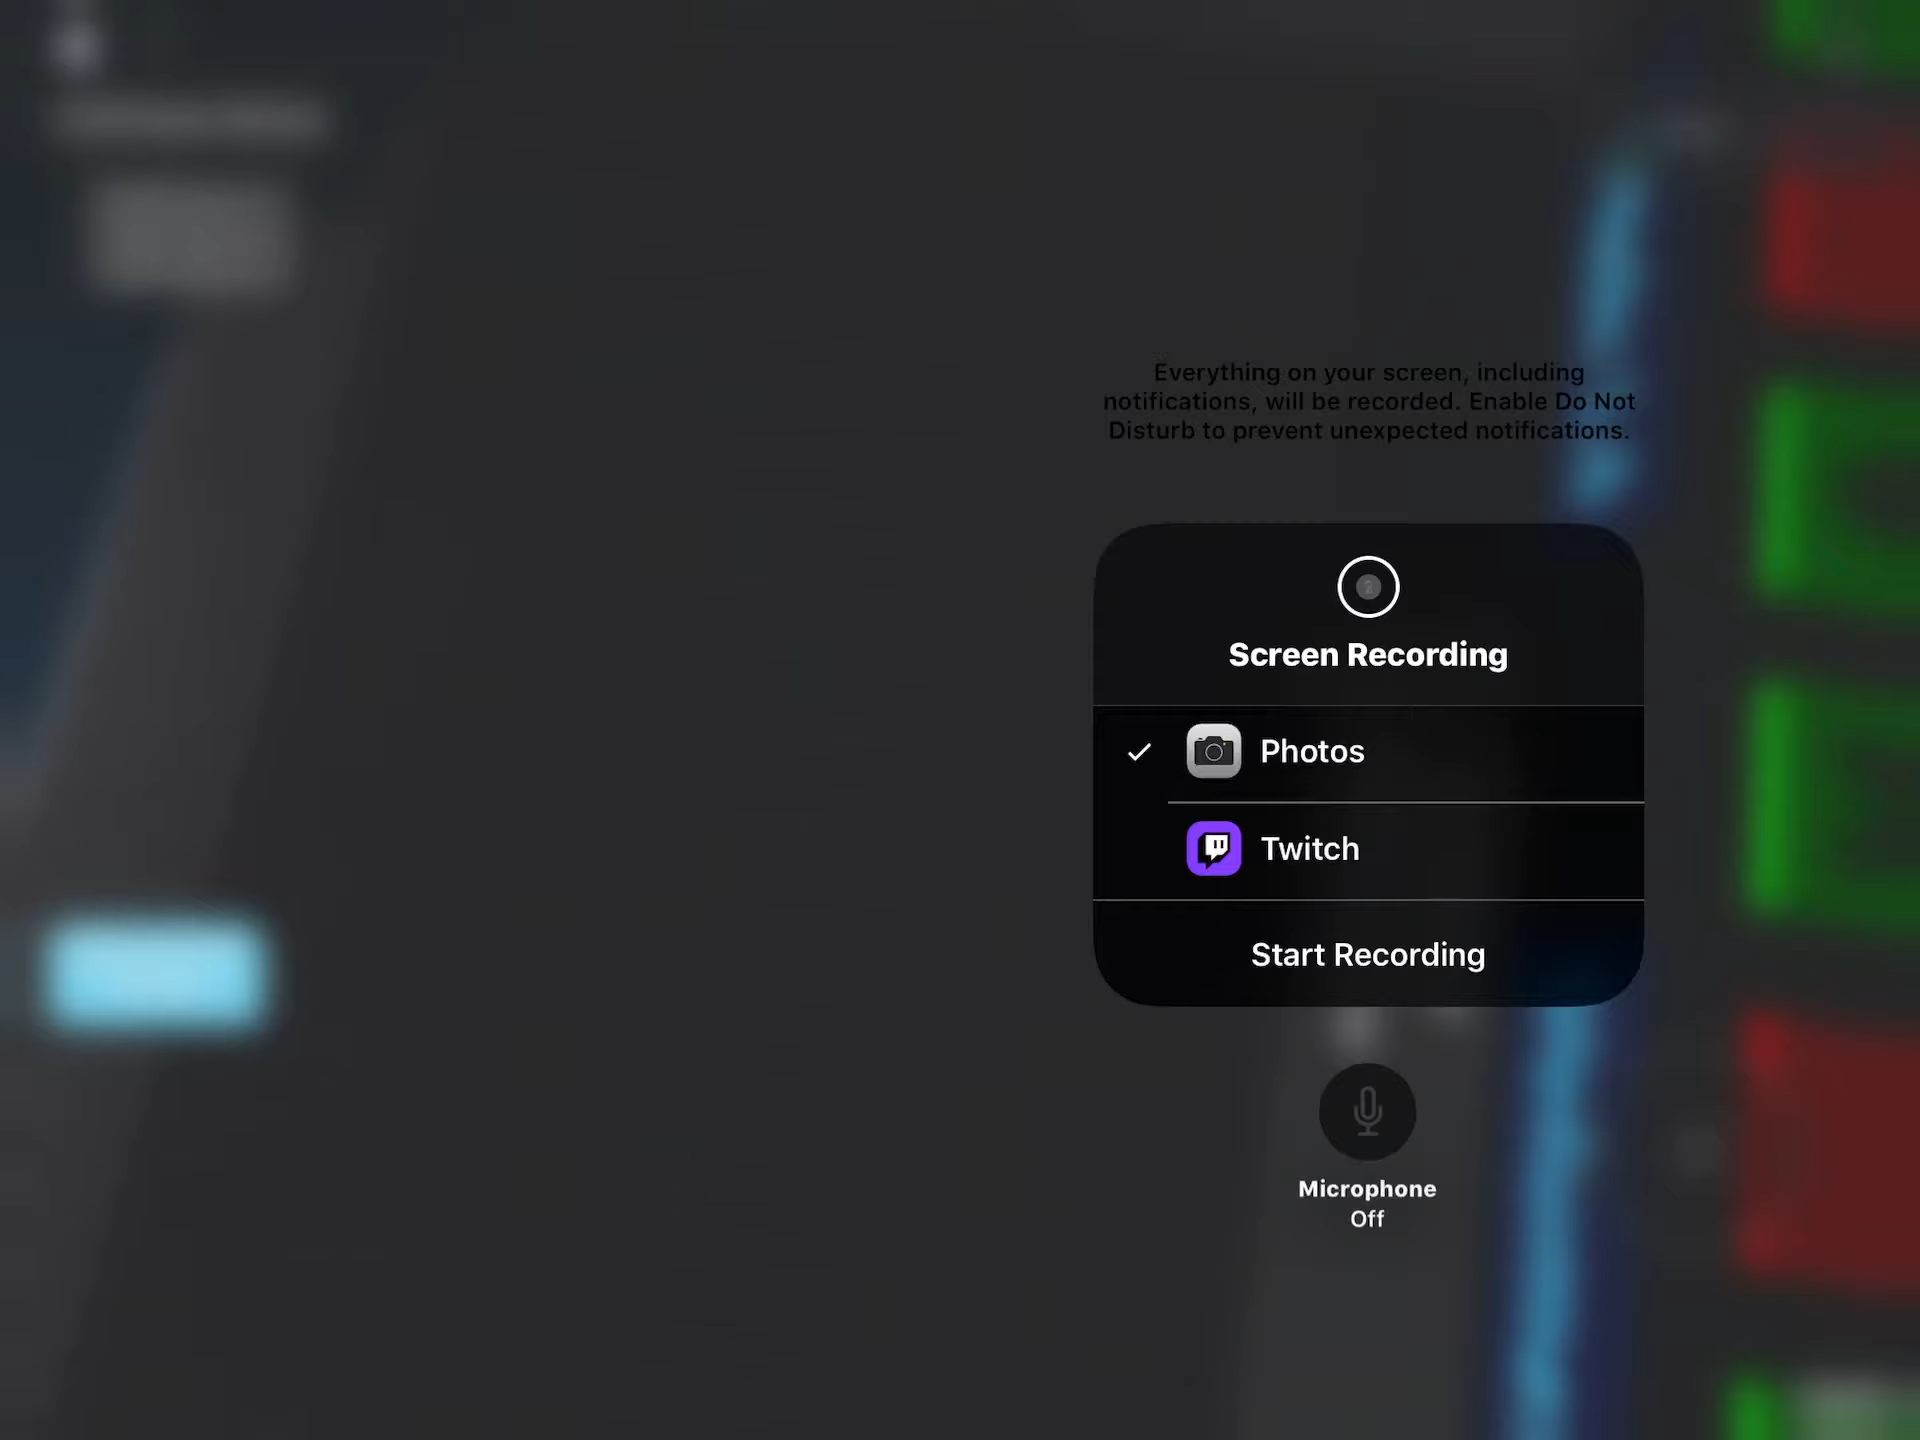 Everything on your screen, including
notifications, will be recorded. Enable Do Not
Disturb to prevent unexpected notifications.
Screen Recording
Photos
Twitch
Start Recording
Microphone
Off